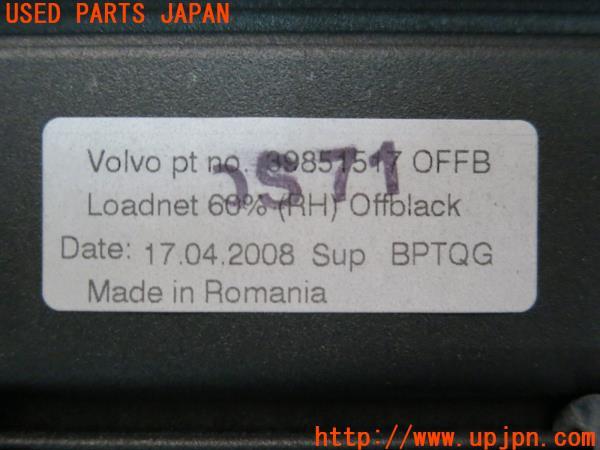 USED PARTS JAPAN
Volvo pt no. 39851517 OFFB
Loadnet 60% (RH) Offblack
Date: 17.04.2008 Sup BPTQG
Made in Romania
http://www.upjpn.com